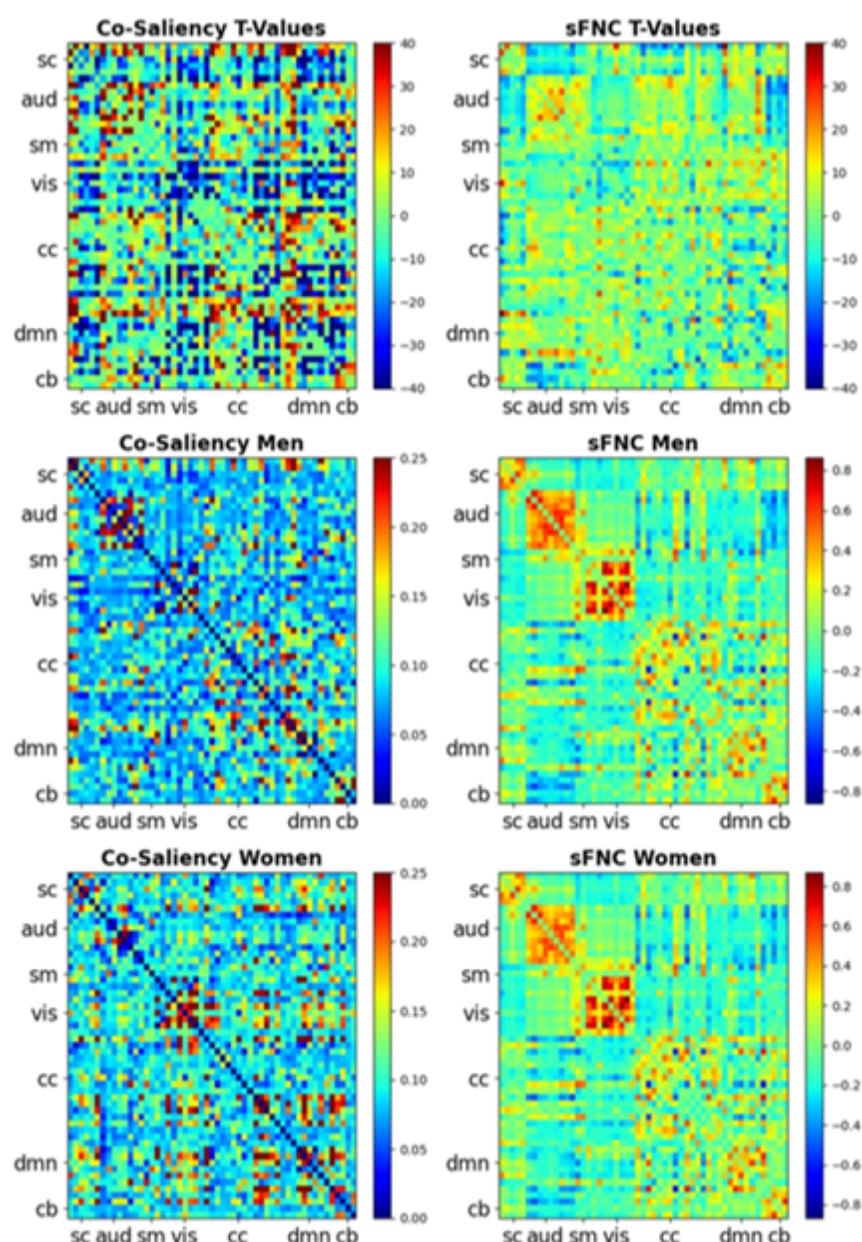 Co-Saliency T-Values
sc
aud
sm
vis
cc
dmn
cb
sc aud sm vis cc dmn cb
40
30
20
10
0
−10
−20
−30
−40
sFNC T-Values
sc
aud
sm
vis
cc
dmn
cb
sc aud sm vis cc dmn cb
40
30
20
10
0
−10
−20
−30
−40
Co-Saliency Men
sc
aud
sm
vis
cc
dmn
cb
sc aud sm vis cc dmn cb
0.25
0.20
0.15
0.10
0.05
0.00
sFNC Men
sc
aud
sm
vis
cc
dmn
cb
sc aud sm vis cc dmn cb
0.8
0.6
0.4
0.2
0.0
−0.2
−0.4
−0.6
−0.8
Co-Saliency Women
sc
aud
sm
vis
cc
dmn
cb
sc aud sm vis cc dmn cb
0.25
0.20
0.15
0.10
0.05
0.00
sFNC Women
sc
aud
sm
vis
cc
dmn
cb
sc aud sm vis cc dmn cb
0.8
0.6
0.4
0.2
0.0
−0.2
−0.4
−0.6
−0.8